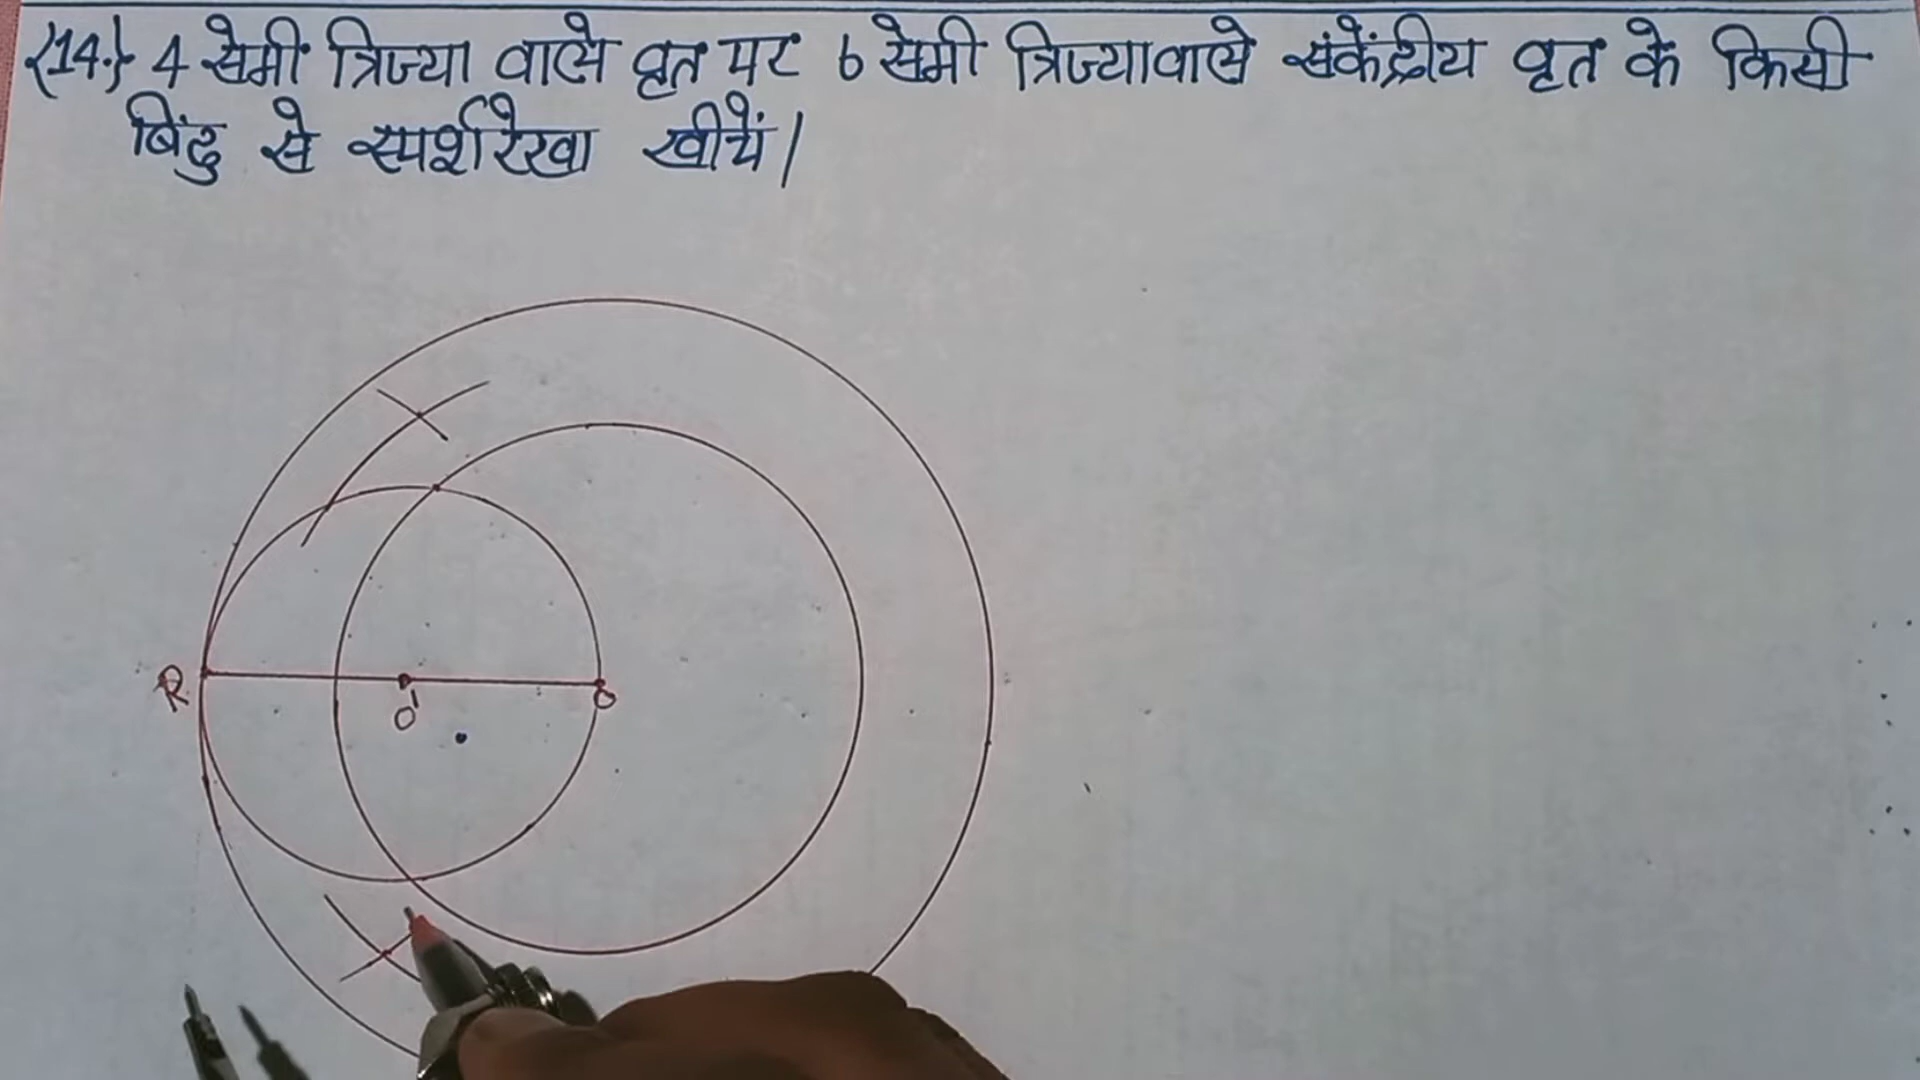 (14.) 4 सेमी त्रिज्या वाले वृत पर 6 सेमी त्रिज्यावाले संकेंद्रीय वृत के किसी
बिंदु से स्पर्शरेखा खीचें।
R
O'
O